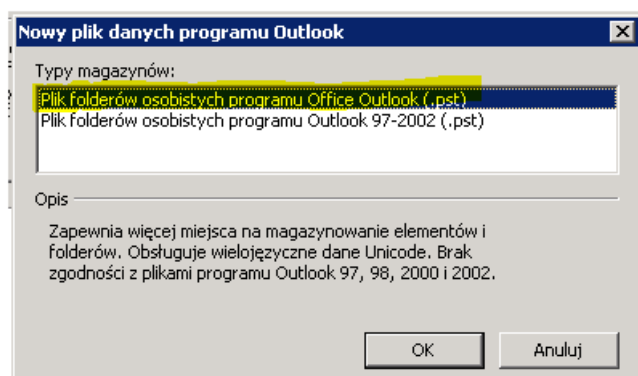 Nowy plik danych programu Outlook
Typy magazynów:
Plik folderów osobistych programu Office Outlook (.pst)
Plik folderów osobistych programu Outlook 97-2002 (.pst)
Opis
Zapewnia więcej miejsca na magazynowanie elementów i
folderów. Obsługuje wielojęzyczne dane Unicode. Brak
zgodności z plikami programu Outlook 97, 98, 2000 i 2002.
OK Anuluj